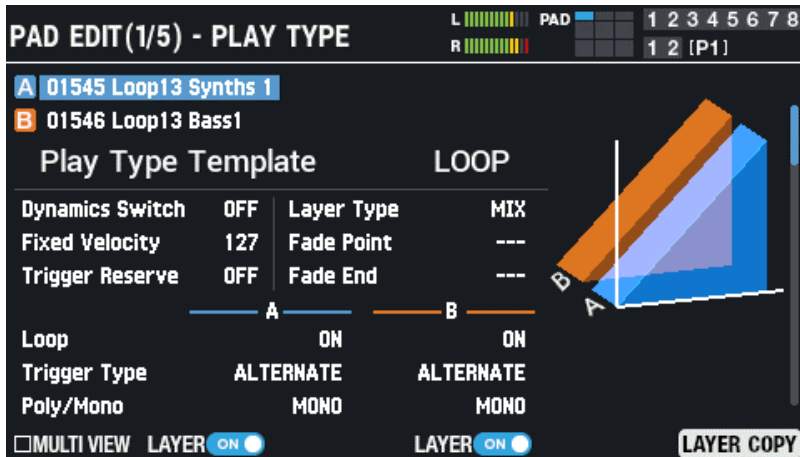 PAD EDIT(1/5) - PLAY TYPE
L
R
PAD
1 2 3 4 5 6 7 8
1 2 [P1]
A 01545 Loop13 Synths 1
B 01546 Loop13 Bass1
Play Type Template LOOP
Dynamics Switch OFF Layer Type MIX
Fixed Velocity 127 Fade Point ---
Trigger Reserve OFF Fade End ---
B
A
A B
Loop ON ON
Trigger Type ALTERNATE ALTERNATE
Poly/Mono MONO MONO
MULTI VIEW LAYER ON LAYER ON LAYER COPY